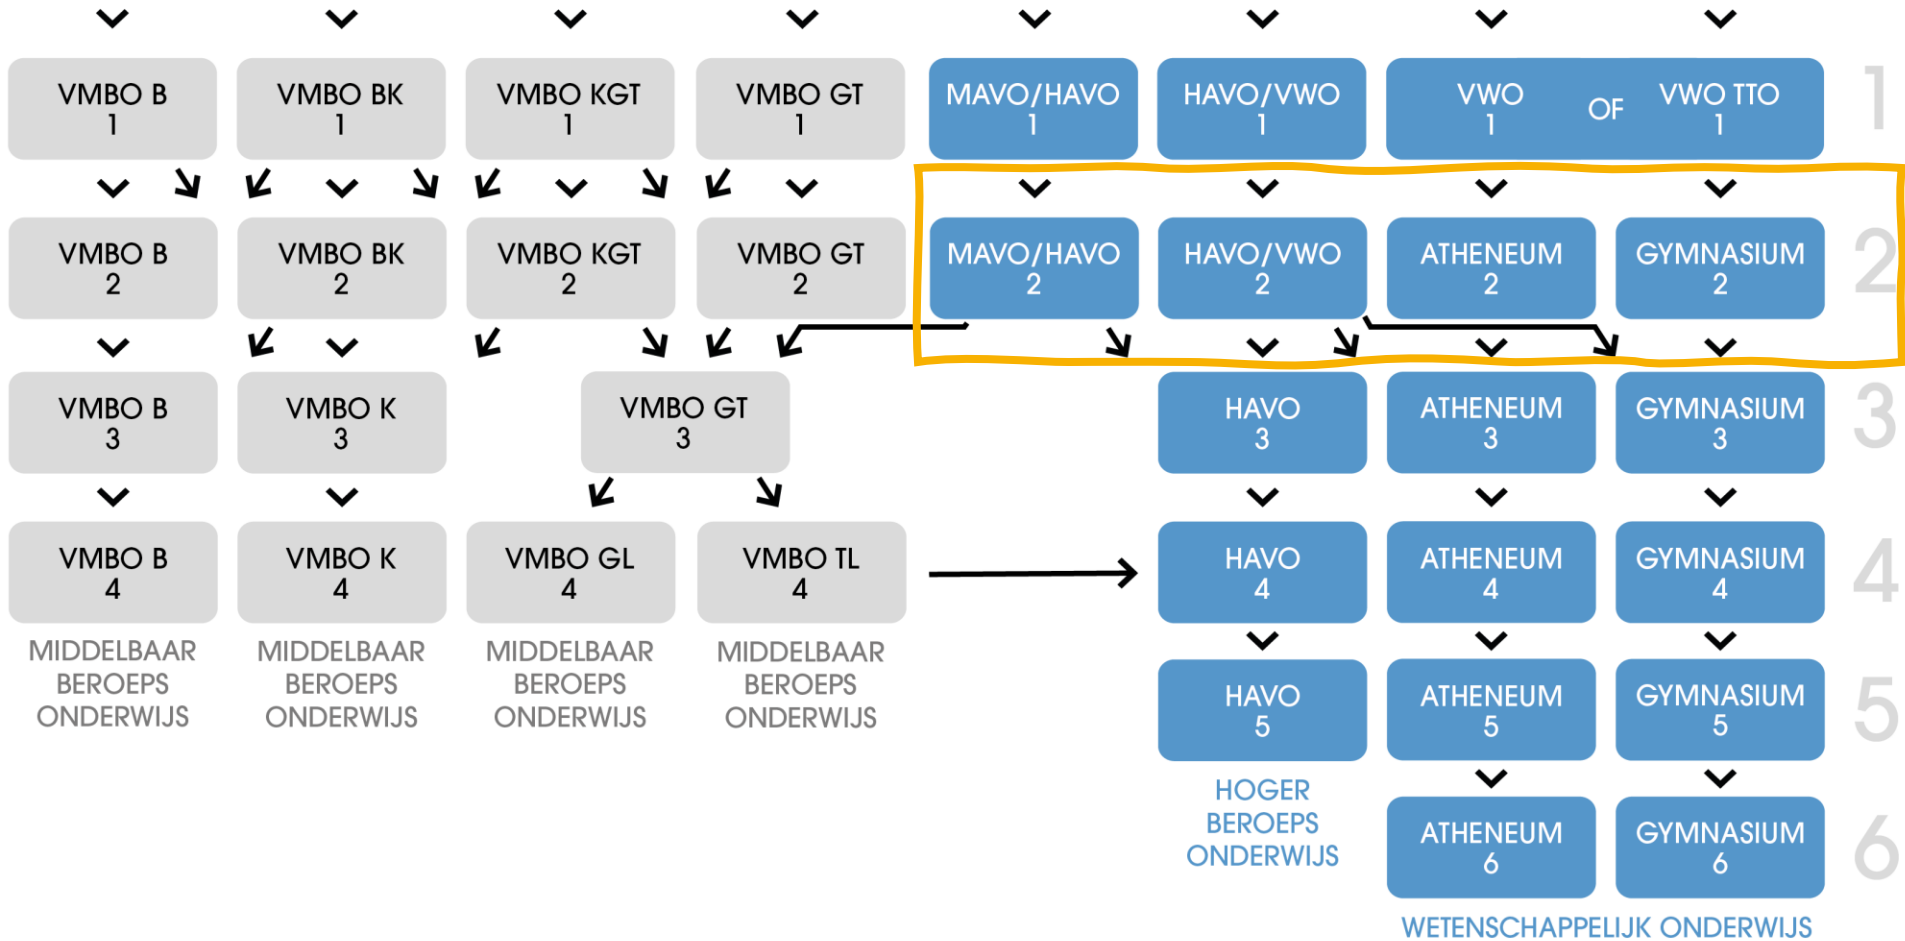 VMBO B
1
VMBO BK
1
VMBO KGT
1
VMBO GT
1
MAVO/HAVO
1
HAVO/VWO
1
VWO
1
OF
VWO TTO
1
1
VMBO B
2
VMBO BK
2
VMBO KGT
2
VMBO GT
2
MAVO/HAVO
2
HAVO/VWO
2
ATHENEUM
2
GYMNASIUM
2
2
VMBO B
3
VMBO K
3
VMBO GT
3
HAVO
3
ATHENEUM
3
GYMNASIUM
3
3
VMBO B
4
VMBO K
4
VMBO GL
4
VMBO TL
4
HAVO
4
ATHENEUM
4
GYMNASIUM
4
4
MIDDELBAAR
BEROEPS
ONDERWIJS
MIDDELBAAR
BEROEPS
ONDERWIJS
MIDDELBAAR
BEROEPS
ONDERWIJS
MIDDELBAAR
BEROEPS
ONDERWIJS
HAVO
5
ATHENEUM
5
GYMNASIUM
5
5
HOGER
BEROEPS
ONDERWIJS
ATHENEUM
6
GYMNASIUM
6
6
WETENSCHAPPELIJK ONDERWIJS